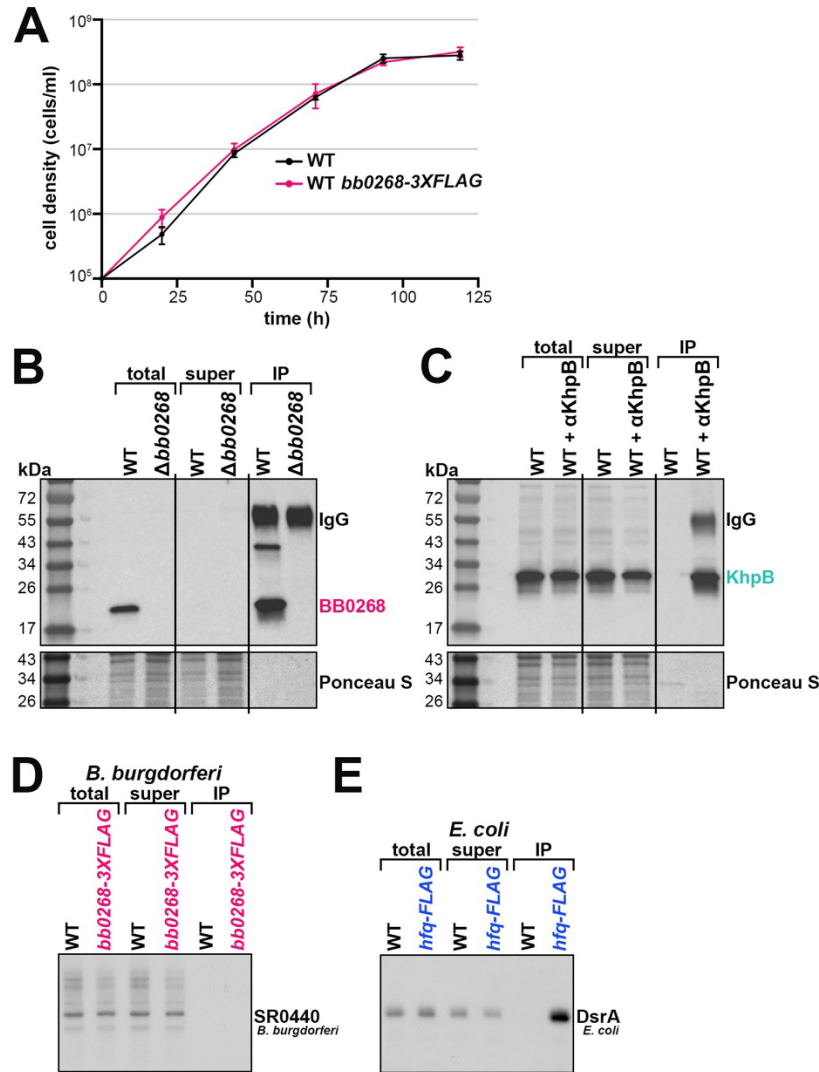 A
cell density (cells/ml)
10⁹
10⁸
10⁷
10⁶
10⁵
WT
WT bb0268-3XFLAG
0 25 50 75 100 125
time (h)
B
total super IP
WT Δbb0268 WT Δbb0268 WT Δbb0268
kDa
72
55
43
34
26
17
IgG
BB0268
43
34
26
Ponceau S
C
total super IP
WT WT + αKhpB WT WT + αKhpB WT WT + αKhpB
kDa
72
55
43
34
26
17
IgG
KhpB
43
34
26
Ponceau S
D
B. burgdorferi
total super IP
WT bb0268-3XFLAG WT bb0268-3XFLAG WT bb0268-3XFLAG
SR0440
B. burgdorferi
E
E. coli
total super IP
WT hfq-FLAG WT hfq-FLAG WT hfq-FLAG
DsrA
E. coli